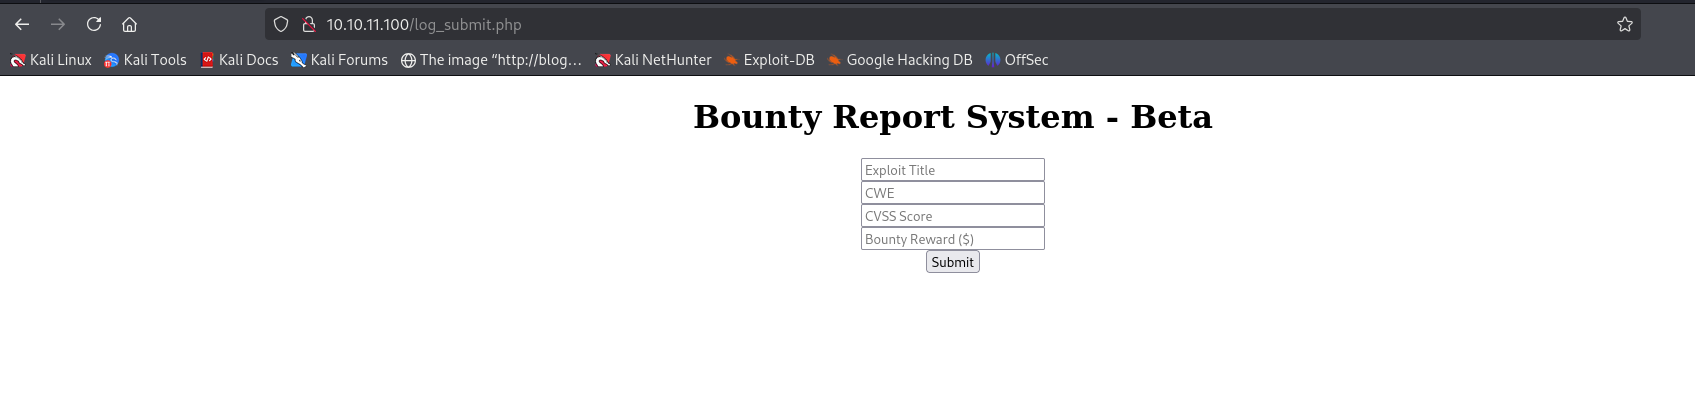 10.10.11.100/log_submit.php
Kali Linux Kali Tools Kali Docs Kali Forums The image “http://blog… Kali NetHunter Exploit-DB Google Hacking DB OffSec
Bounty Report System - Beta
Exploit Title
CWE
CVSS Score
Bounty Reward ($)
Submit